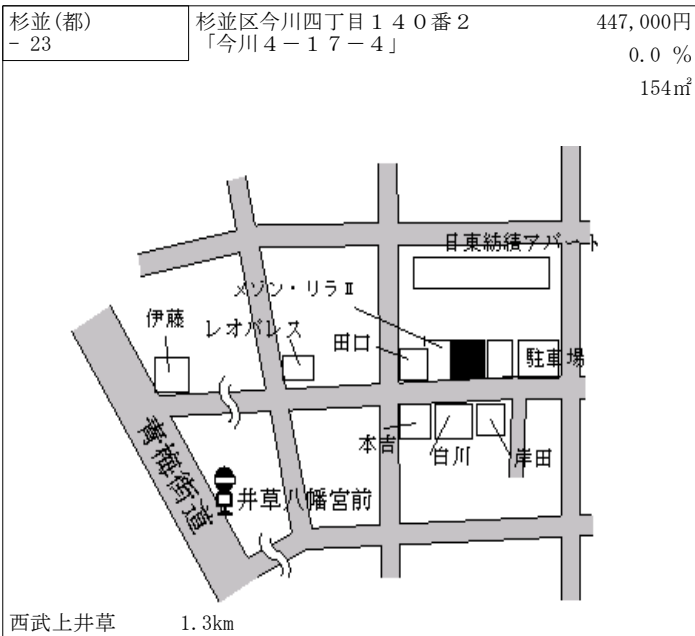 杉並(都)
- 23
杉並区今川四丁目１４０番２
「今川４－１７－４」
447,000円
0.0 %
154㎡
日東紡績アパート
メゾン・リラⅡ
伊藤
レオパレス
田口
駐車場
本吉
白川
岸田
青梅街道
井草八幡宮前
西武上井草
1.3km